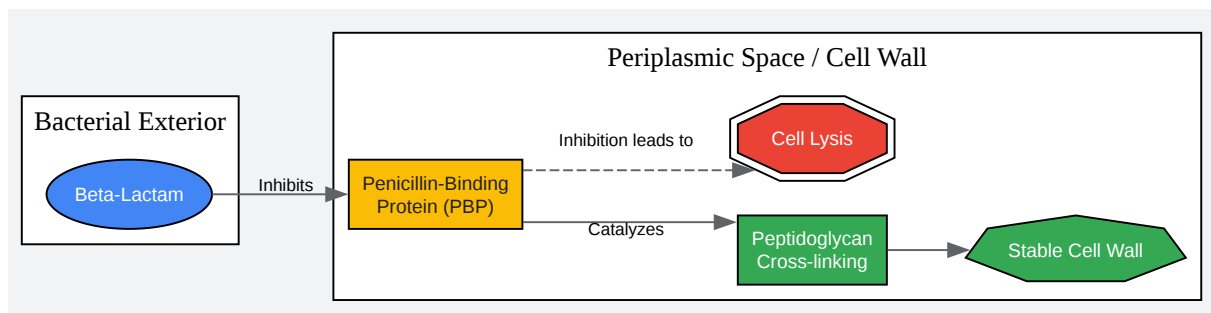 Periplasmic Space / Cell Wall
Bacterial Exterior
Beta-Lactam
Inhibits
Penicillin-Binding
Protein (PBP)
Inhibition leads to
Cell Lysis
Catalyzes
Peptidoglycan
Cross-linking
Stable Cell Wall